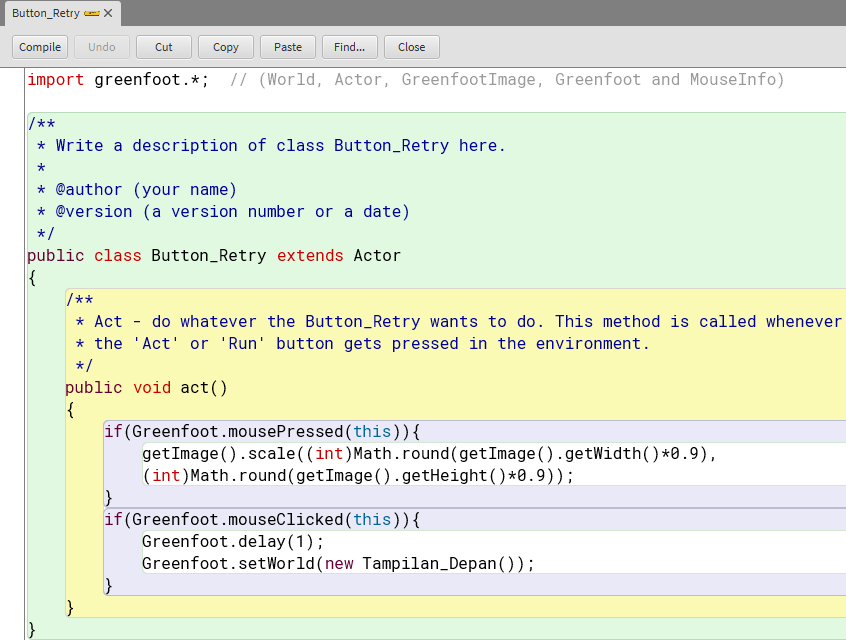 Button_Retry
Compile Undo Cut Copy Paste Find... Close
import greenfoot.*;  // (World, Actor, GreenfootImage, Greenfoot and MouseInfo)
/**
 * Write a description of class Button_Retry here.
 *
 * @author (your name)
 * @version (a version number or a date)
 */
public class Button_Retry extends Actor
{
    /**
     * Act - do whatever the Button_Retry wants to do. This method is called whenever
     * the 'Act' or 'Run' button gets pressed in the environment.
     */
    public void act()
    {
        if(Greenfoot.mousePressed(this)){
            getImage().scale((int)Math.round(getImage().getWidth()*0.9),
            (int)Math.round(getImage().getHeight()*0.9));
        }
        if(Greenfoot.mouseClicked(this)){
            Greenfoot.delay(1);
            Greenfoot.setWorld(new Tampilan_Depan());
        }
    }
}